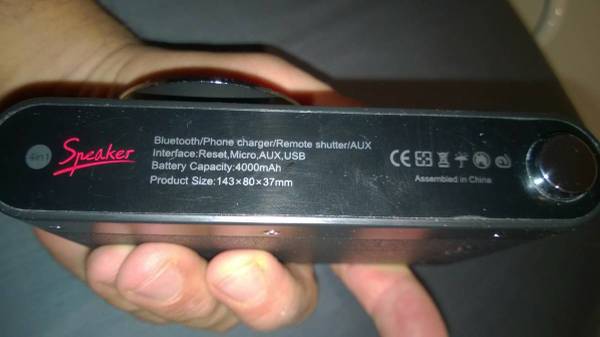 4in1 Speaker
Bluetooth/Phone charger/Remote shutter/AUX
Interface:Reset,Micro,AUX,USB
Battery Capacity:4000mAh
Product Size:143×80×37mm
CE
Assembled in China